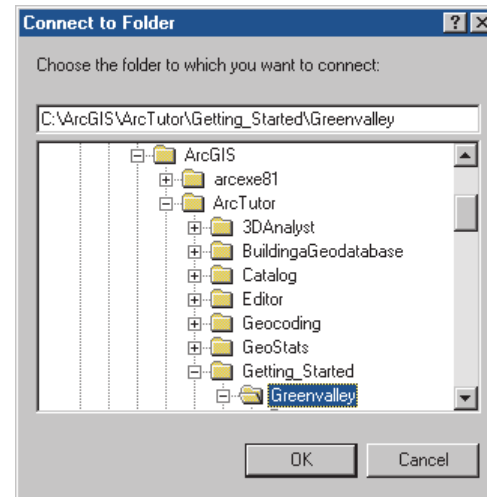 Connect to Folder
Choose the folder to which you want to connect:
C:\ArcGIS\ArcTutor\Getting_Started\Greenvalley
ArcGIS
arcexe81
ArcTutor
3DAnalyst
BuildingaGeodatabase
Catalog
Editor
Geocoding
GeoStats
Getting_Started
Greenvalley
OK Cancel